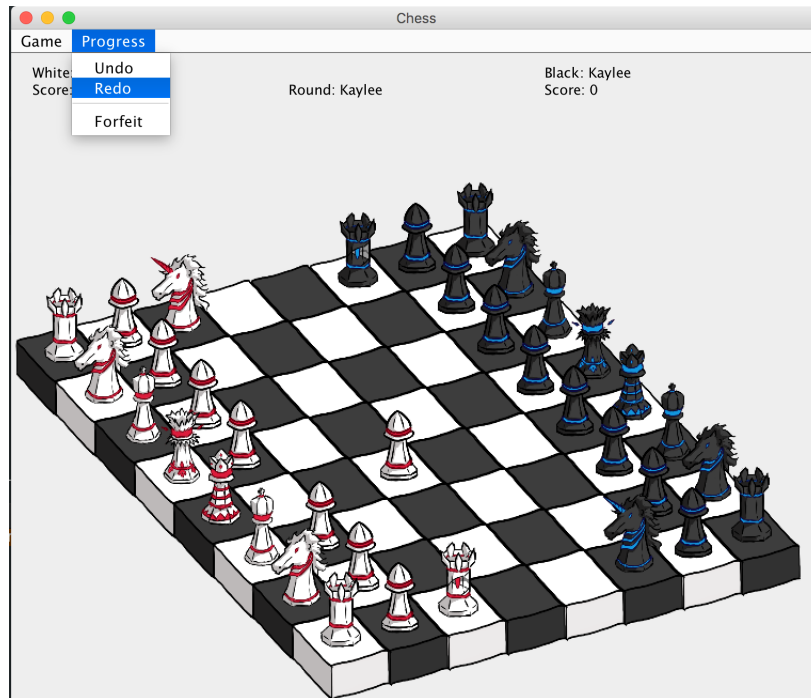 Chess
Game Progress
White:
Score:
Undo
Redo
Forfeit
Round: Kaylee
Black: Kaylee
Score: 0